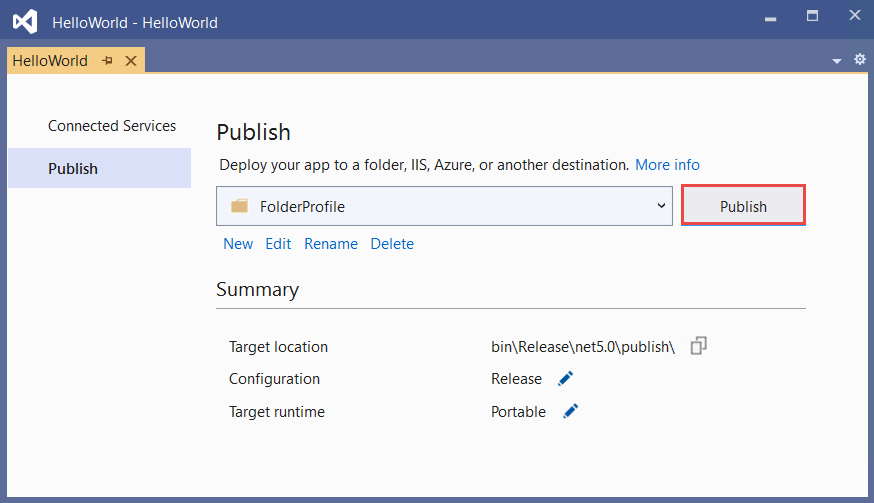 HelloWorld - HelloWorld
HelloWorld
Connected Services
Publish
Publish
Deploy your app to a folder, IIS, Azure, or another destination. More info
FolderProfile
Publish
New Edit Rename Delete
Summary
Target location bin\Release\net5.0\publish\
Configuration Release
Target runtime Portable